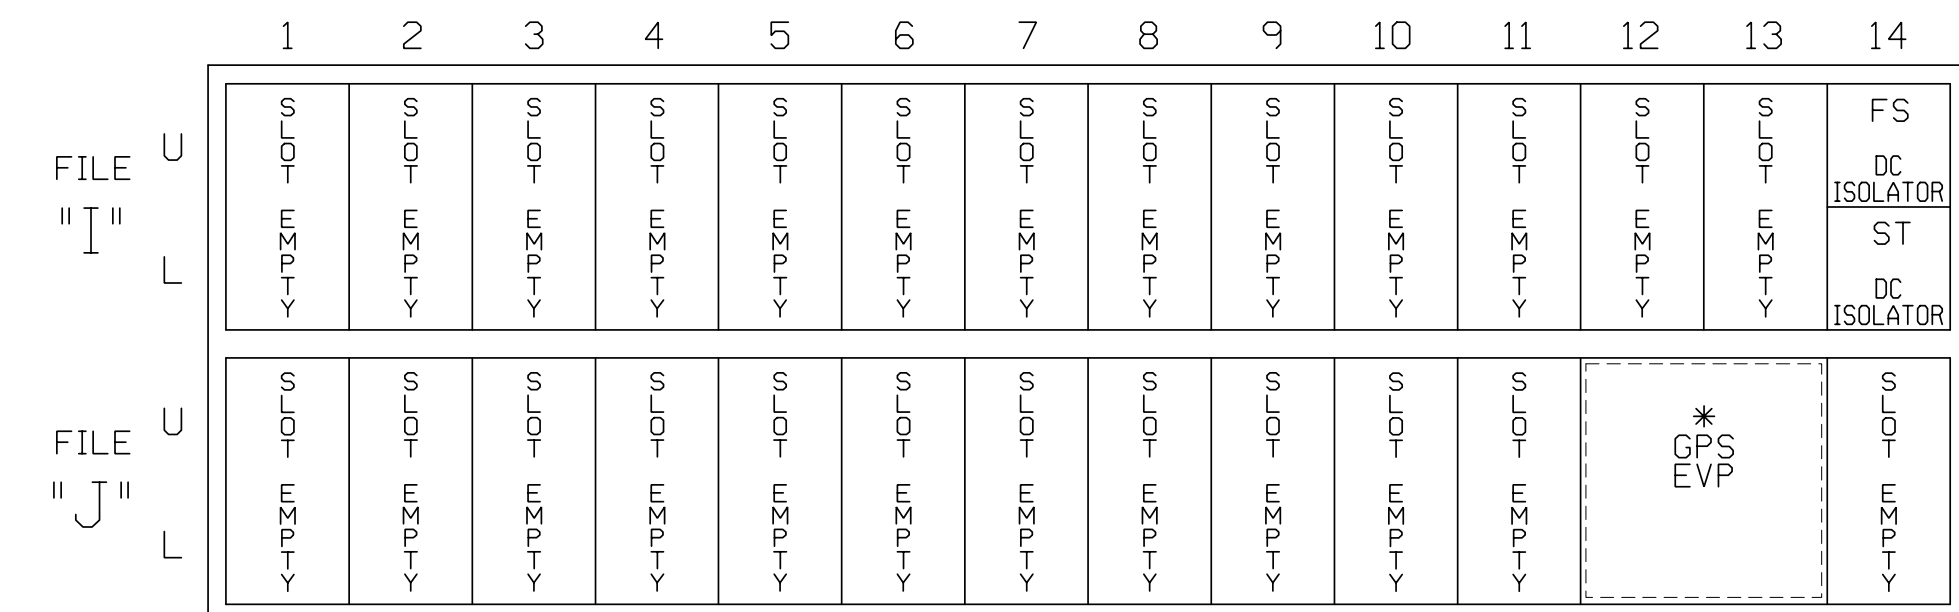 1 2 3 4 5 6 7 8 9 10 11 12 13 14
FILE "I"
U
L
SLOT EMPTY
SLOT EMPTY
SLOT EMPTY
SLOT EMPTY
SLOT EMPTY
SLOT EMPTY
SLOT EMPTY
SLOT EMPTY
SLOT EMPTY
SLOT EMPTY
SLOT EMPTY
SLOT EMPTY
SLOT EMPTY
FS
DC
ISOLATOR
ST
DC
ISOLATOR
FILE "J"
U
L
SLOT EMPTY
SLOT EMPTY
SLOT EMPTY
SLOT EMPTY
SLOT EMPTY
SLOT EMPTY
SLOT EMPTY
SLOT EMPTY
SLOT EMPTY
SLOT EMPTY
SLOT EMPTY
*
GPS
EVP
SLOT EMPTY